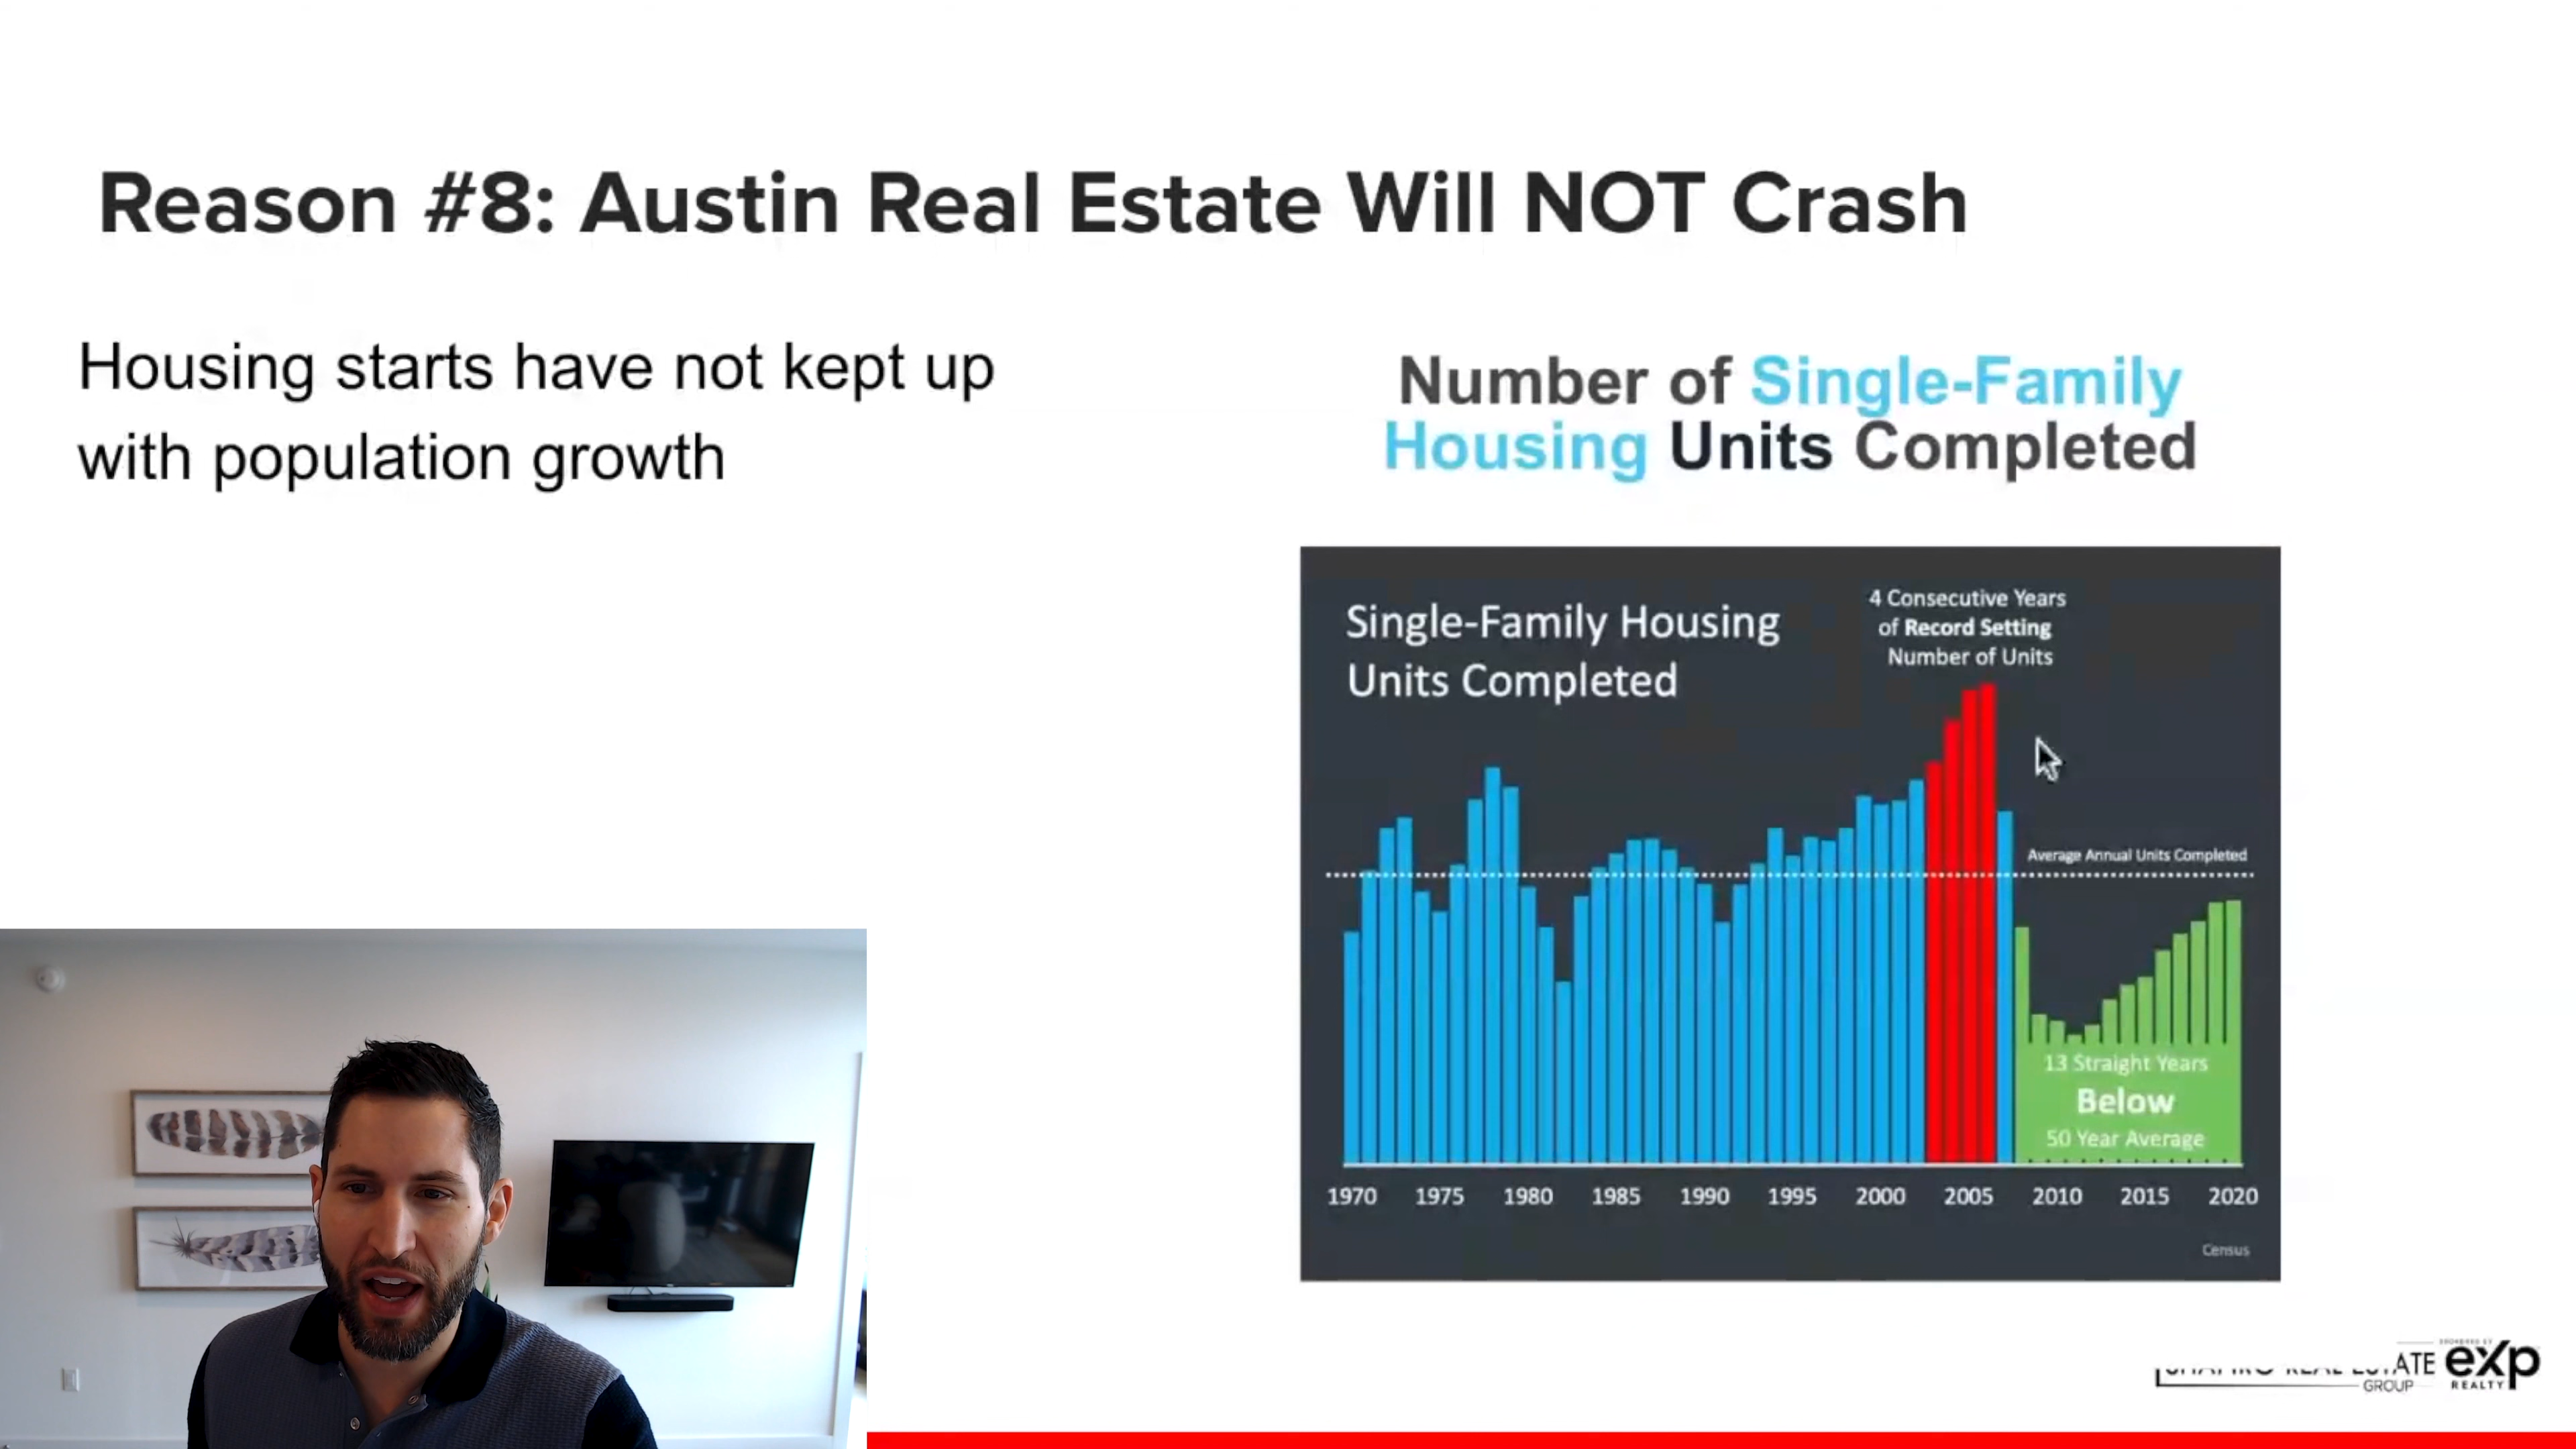 Reason #8: Austin Real Estate Will NOT Crash
Housing starts have not kept up
with population growth
Number of Single-Family
Housing Units Completed
Single-Family Housing
Units Completed
4 Consecutive Years
of Record Setting
Number of Units
Average Annual Units Completed
13 Straight Years
Below
50 Year Average
1970 1975 1980 1985 1990 1995 2000 2005 2010 2015 2020
Census
GROUP
eXp
REALTY